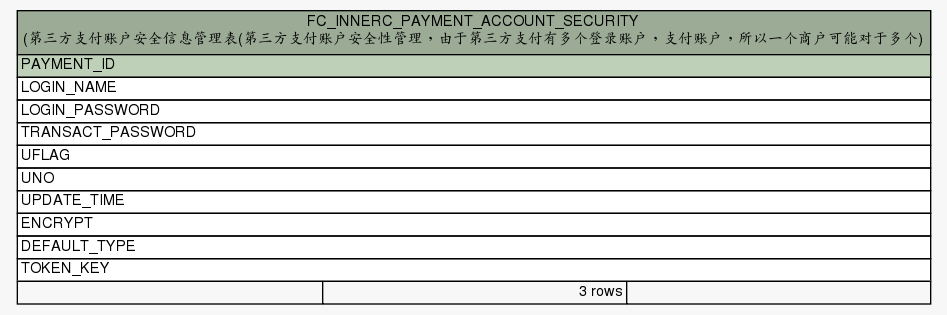 FC_INNERC_PAYMENT_ACCOUNT_SECURITY
(第三方支付账户安全信息管理表(第三方支付账户安全性管理，由于第三方支付有多个登录账户，支付账户，所以一个商户可能对于多个)
PAYMENT_ID
LOGIN_NAME
LOGIN_PASSWORD
TRANSACT_PASSWORD
UFLAG
UNO
UPDATE_TIME
ENCRYPT
DEFAULT_TYPE
TOKEN_KEY
3 rows